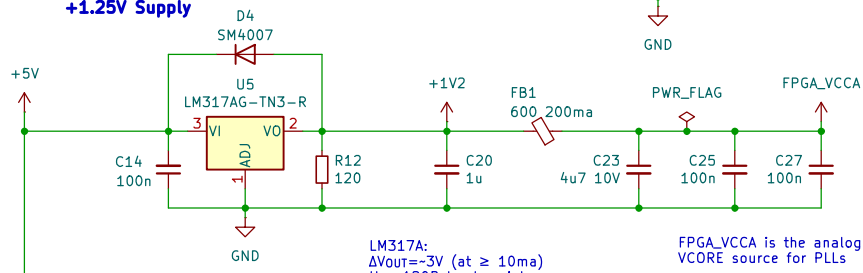 +1.25V Supply
D4
SM4007
GND
+5V
U5
LM317AG-TN3-R
+1V2
FB1
600 200ma
PWR_FLAG
FPGA_VCCA
3
VI
VO
2
ADJ
1
C14
100n
R12
120
C20
1u
C23
4u7 10V
C25
100n
C27
100n
GND
LM317A:
ΔVOUT=~3V (at ≥ 10mA)
FPGA_VCCA is the analog
VCORE source for PLLs